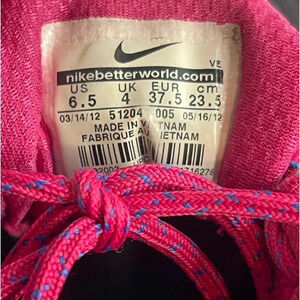 VE
nikebetterworld.com
US UK EUR cm
6.5 4 37.5 23.5
03/14/12 51204 005 05/16/12
MADE IN VIETNAM
FABRIQUE AU VIETNAM